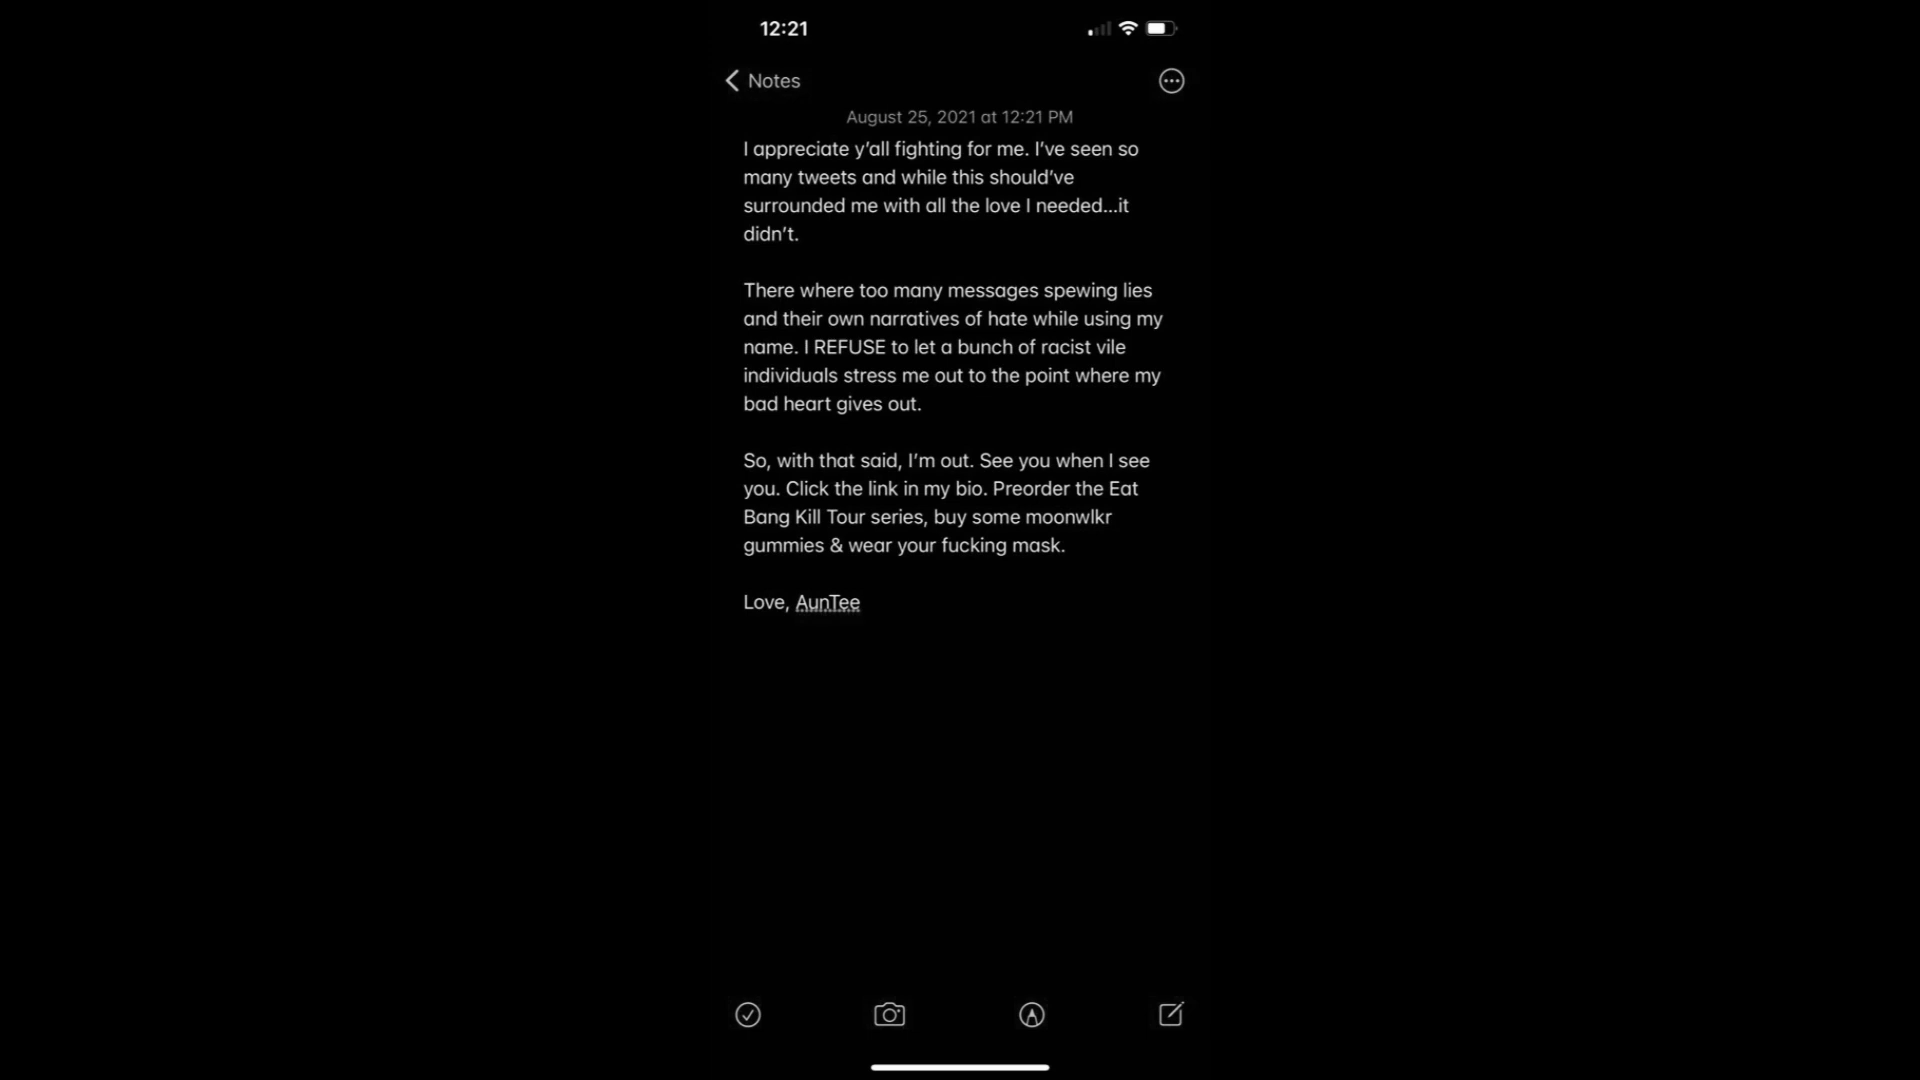 12:21
Notes
August 25, 2021 at 12:21 PM
I appreciate y’all fighting for me. I’ve seen so
many tweets and while this should’ve
surrounded me with all the love I needed...it
didn’t.
There where too many messages spewing lies
and their own narratives of hate while using my
name. I REFUSE to let a bunch of racist vile
individuals stress me out to the point where my
bad heart gives out.
So, with that said, I’m out. See you when I see
you. Click the link in my bio. Preorder the Eat
Bang Kill Tour series, buy some moonwlkr
gummies & wear your fucking mask.
Love, AunTee